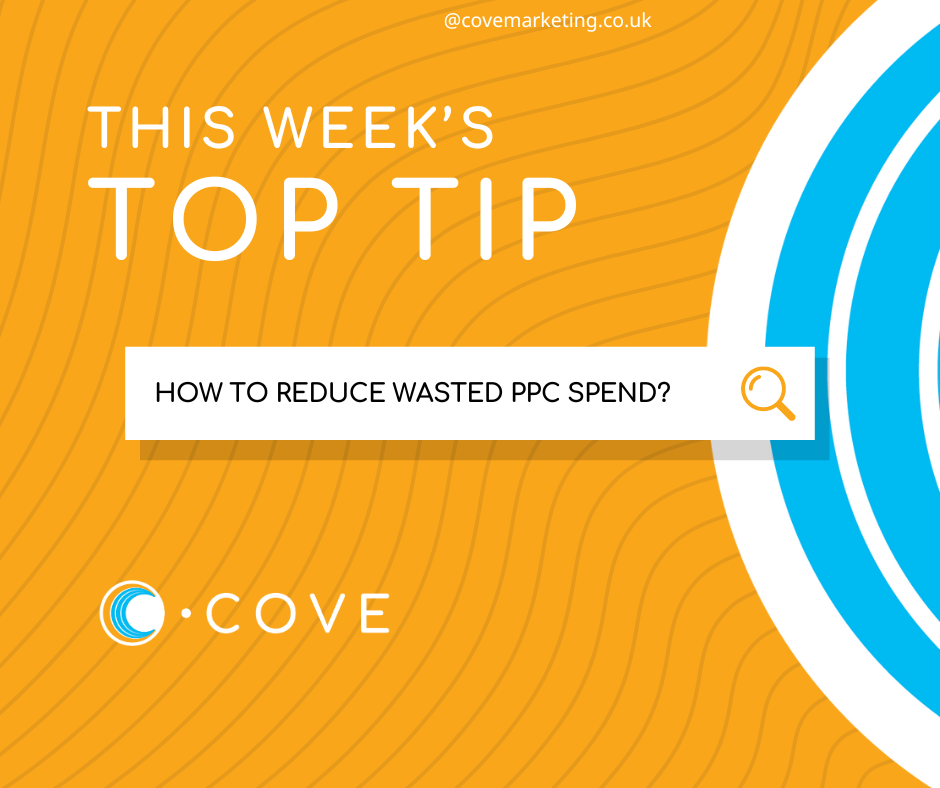 @covemarketing.co.uk
THIS WEEK'S
TOP TIP
HOW TO REDUCE WASTED PPC SPEND?
• COVE